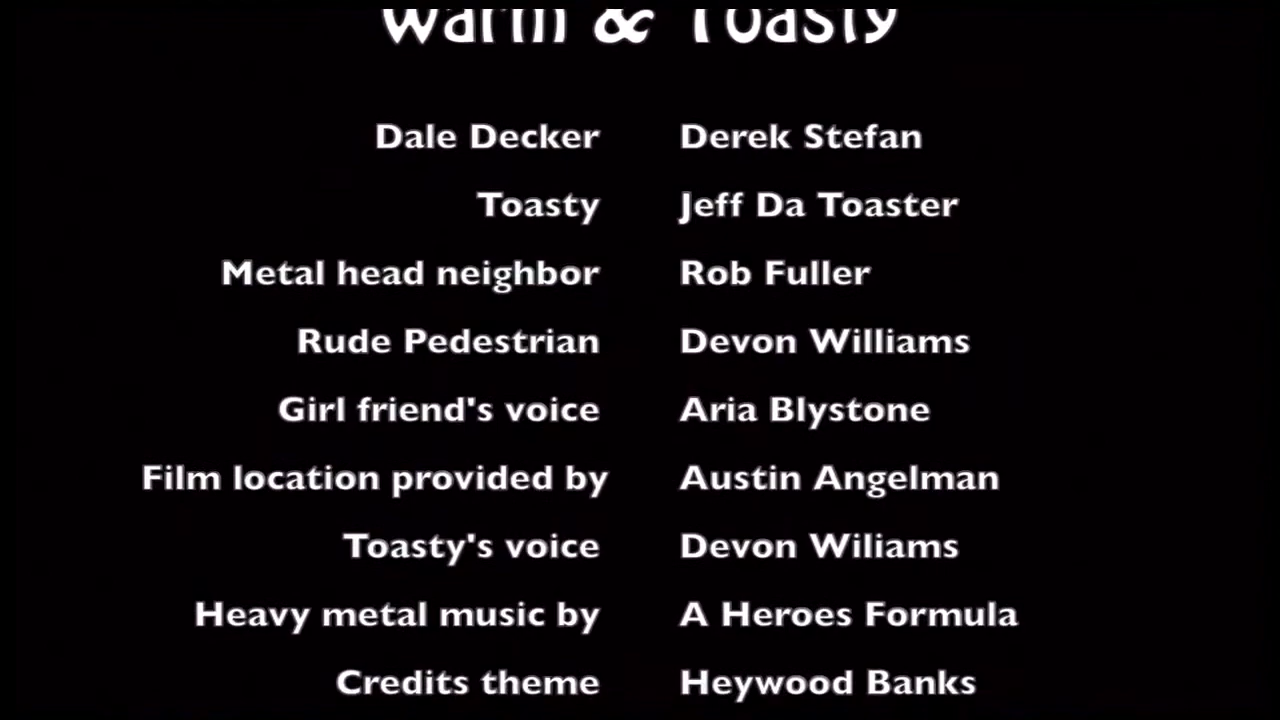 Warm & Toasty
Dale Decker Derek Stefan
Toasty Jeff Da Toaster
Metal head neighbor Rob Fuller
Rude Pedestrian Devon Williams
Girl friend's voice Aria Blystone
Film location provided by Austin Angelman
Toasty's voice Devon Wiliams
Heavy metal music by A Heroes Formula
Credits theme Heywood Banks